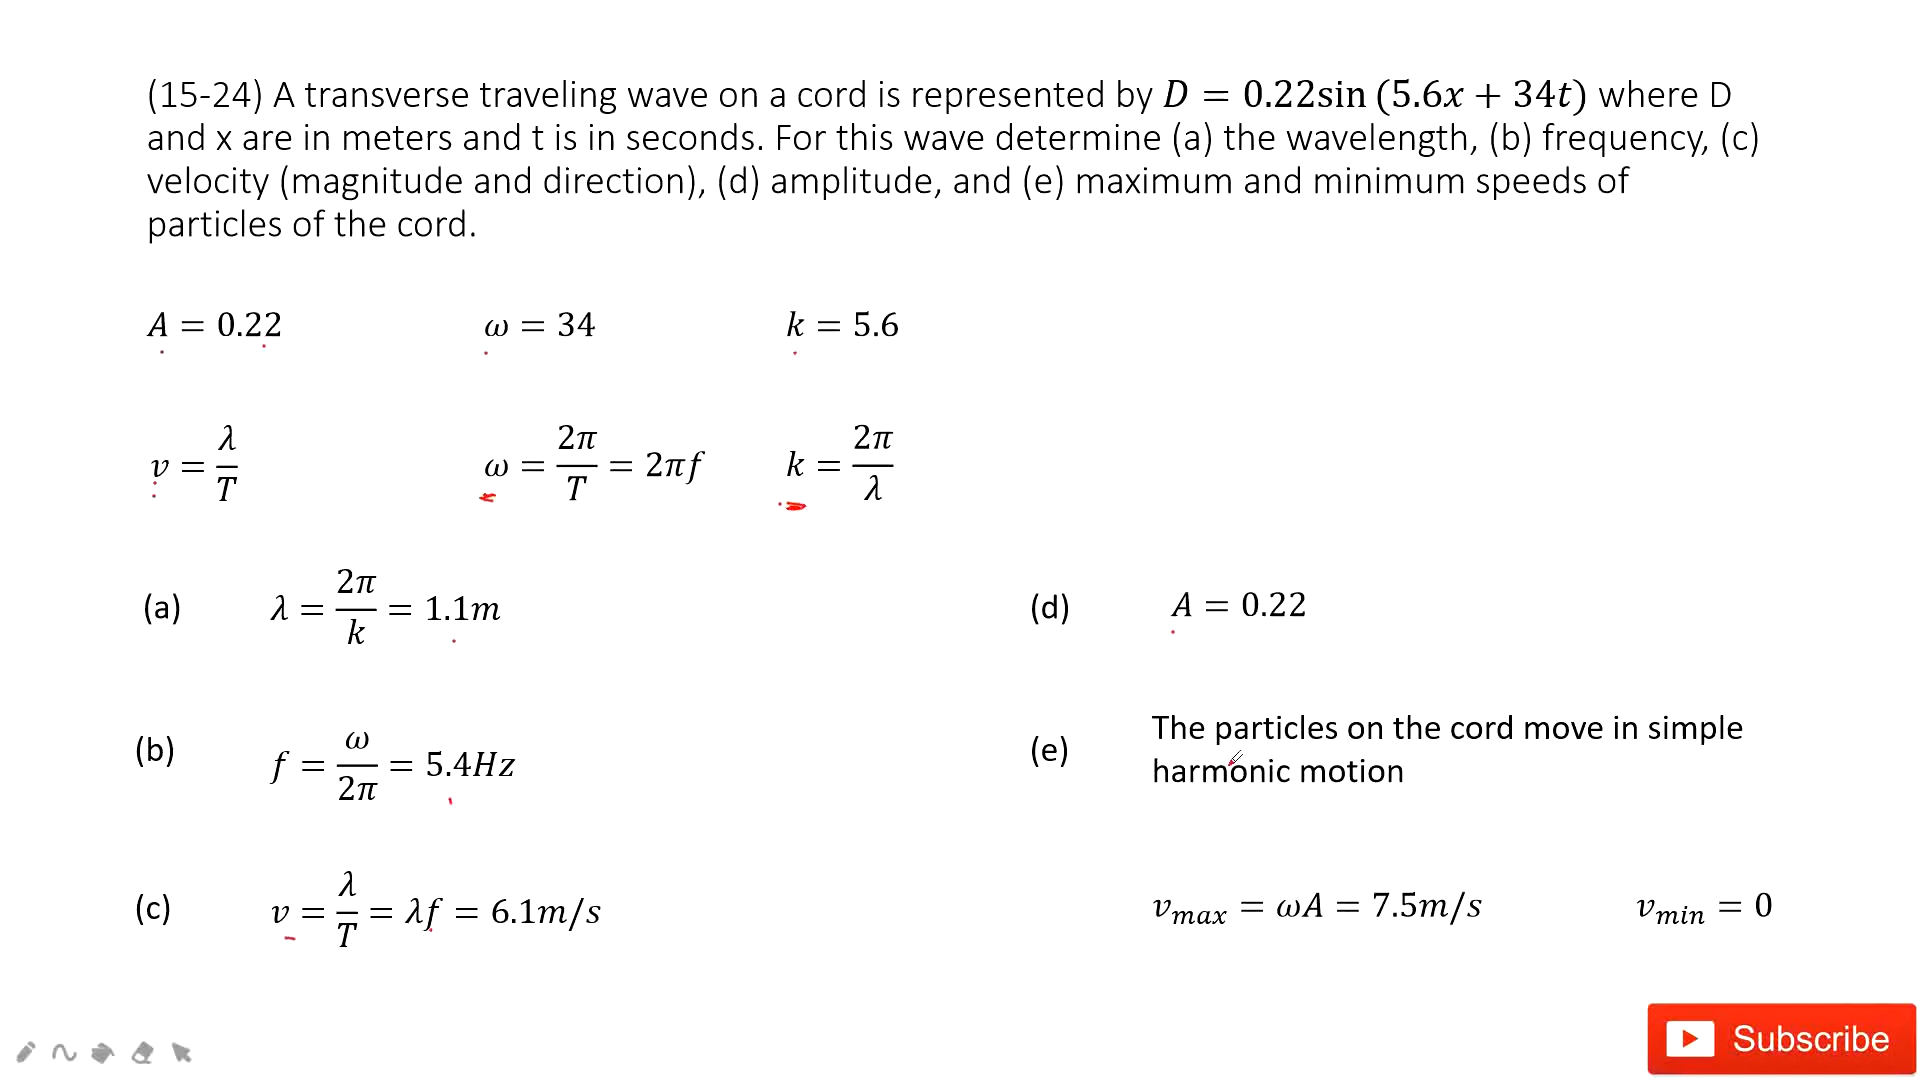 (15-24) A transverse traveling wave on a cord is represented by D = 0.22sin (5.6x + 34t) where D
and x are in meters and t is in seconds. For this wave determine (a) the wavelength, (b) frequency, (c)
velocity (magnitude and direction), (d) amplitude, and (e) maximum and minimum speeds of
particles of the cord.
A = 0.22 ω = 34 k = 5.6
v = λ/T ω = 2π/T = 2πf k = 2π/λ
(a) λ = 2π/k = 1.1m
(b) f = ω/2π = 5.4Hz
(c) v = λ/T = λf = 6.1m/s
(d) A = 0.22
(e) The particles on the cord move in simple
harmonic motion
v_max = ωA = 7.5m/s v_min = 0
Subscribe